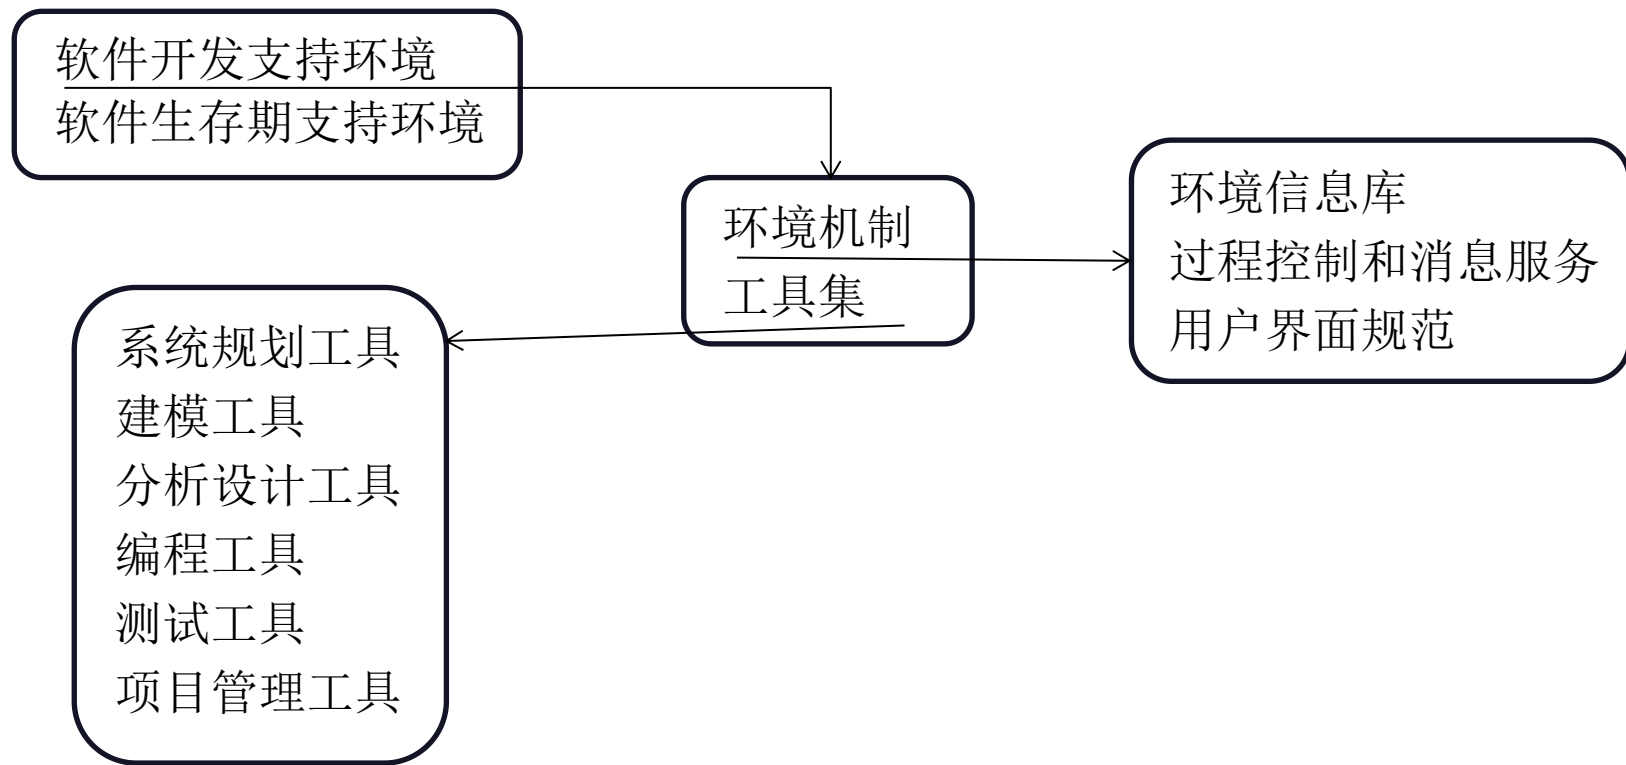 软件开发支持环境
软件生存期支持环境
环境机制
工具集
环境信息库
过程控制和消息服务
用户界面规范
系统规划工具
建模工具
分析设计工具
编程工具
测试工具
项目管理工具